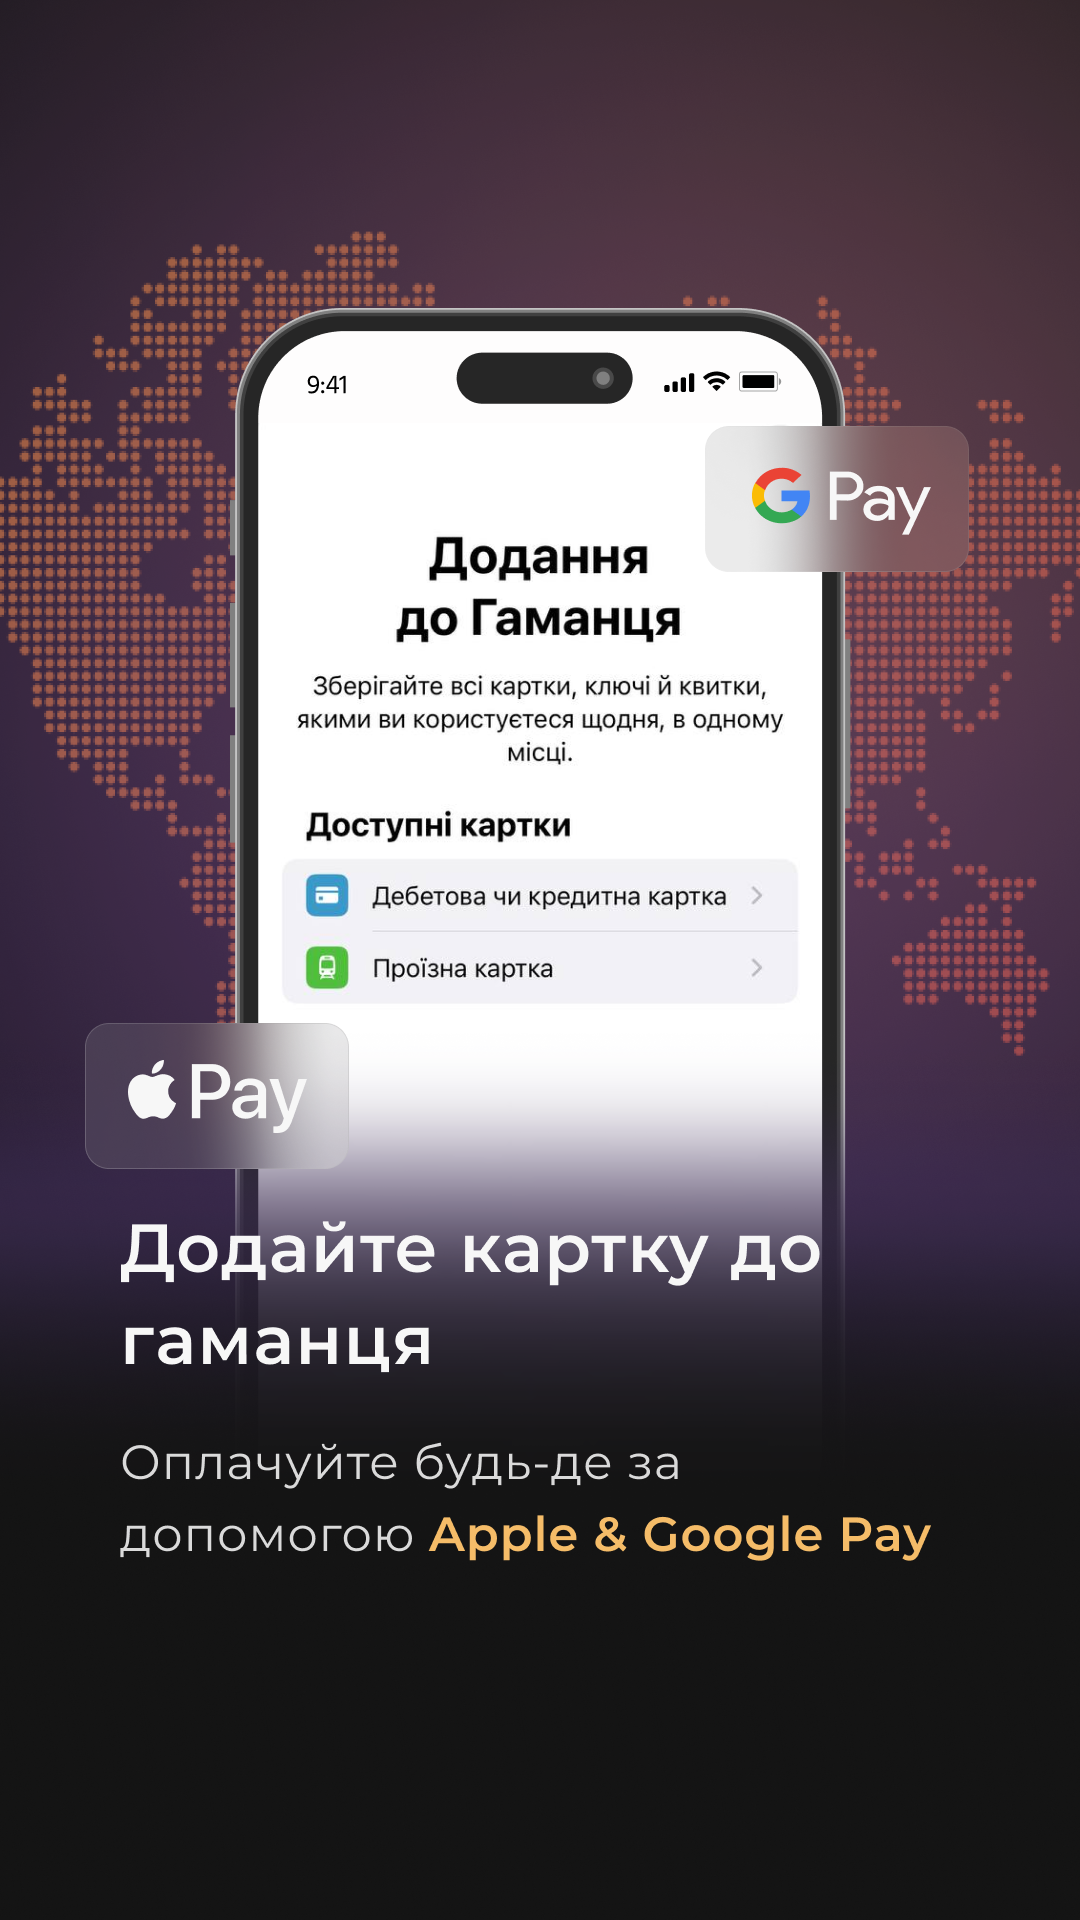 9:41
G Pay
Додання
до Гаманця
Зберігайте всі картки, ключі й квитки,
якими ви користуєтеся щодня, в одному
місці.
Доступні картки
Дебетова чи кредитна картка
Проїзна картка
Pay
Додайте картку до
гаманця
Оплачуйте будь-де за
допомогою Apple & Google Pay